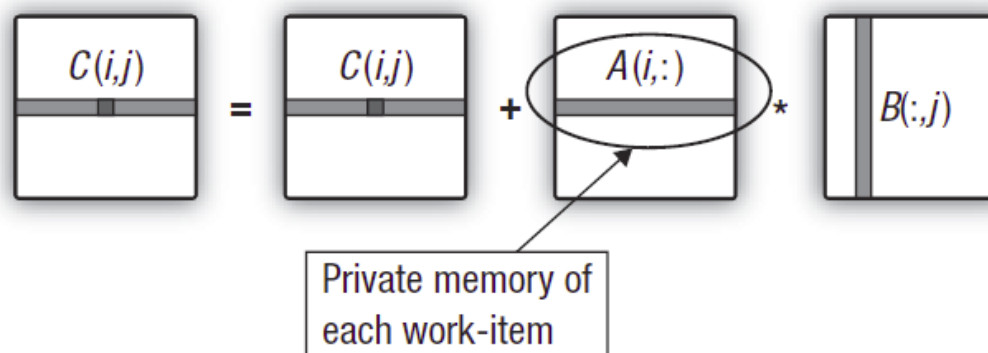 C(i,j) = C(i,j) + A(i,:) * B(:,j)
Private memory of
each work-item